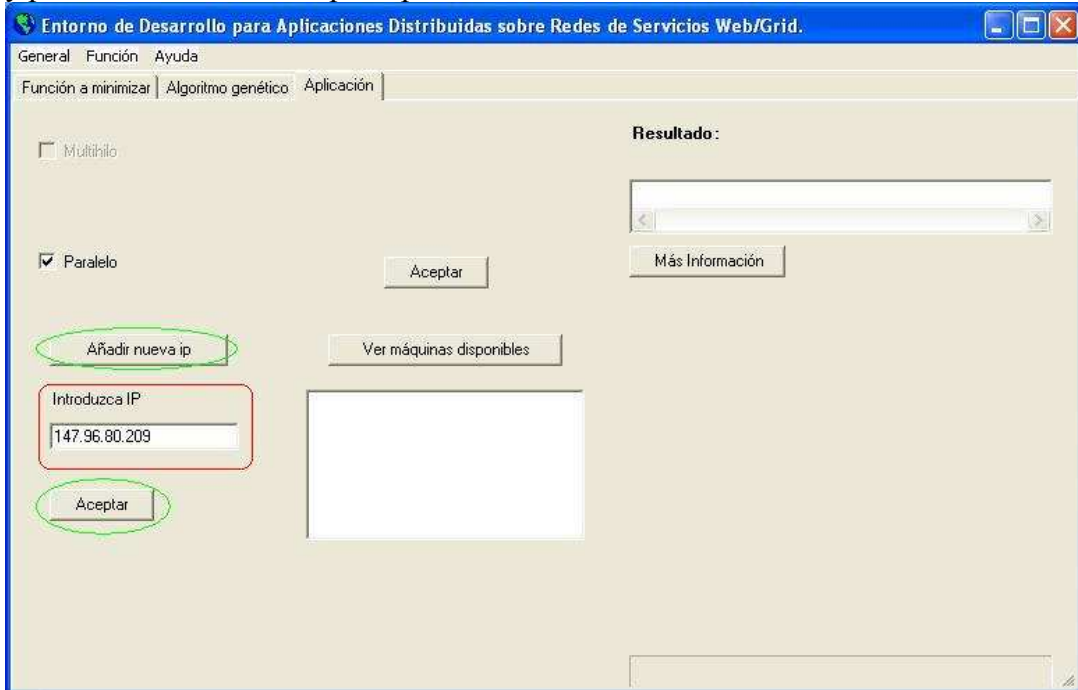 Entorno de Desarrollo para Aplicaciones Distribuidas sobre Redes de Servicios Web/Grid.
General Función Ayuda
Función a minimizar Algoritmo genético Aplicación
Multihilo
Resultado:
Paralelo
Aceptar
Más Información
Añadir nueva ip
Ver máquinas disponibles
Introduzca IP
147.96.80.209
Aceptar